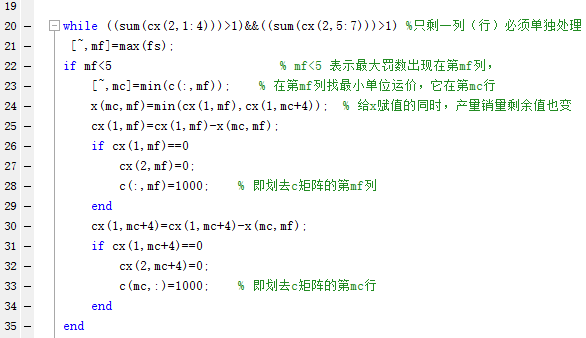 19
20 – while ((sum(cx(2,1:4)))>1)&&((sum(cx(2,5:7)))>1) %只剩一列（行）必须单独处理
21 – [~,mf]=max(fs);
22 – if mf<5 % mf<5 表示最大罚数出现在第mf列，
23 – [~,mc]=min(c(:,mf)); % 在第mf列找最小单位运价，它在第mc行
24 – x(mc,mf)=min(cx(1,mf),cx(1,mc+4)); % 给x赋值的同时，产量销量剩余值也变
25 – cx(1,mf)=cx(1,mf)-x(mc,mf);
26 – if cx(1,mf)==0
27 – cx(2,mf)=0;
28 – c(:,mf)=1000; % 即划去c矩阵的第mf列
29 – end
30 – cx(1,mc+4)=cx(1,mc+4)-x(mc,mf);
31 – if cx(1,mc+4)==0
32 – cx(2,mc+4)=0;
33 – c(mc,:)=1000; % 即划去c矩阵的第mc行
34 – end
35 – end